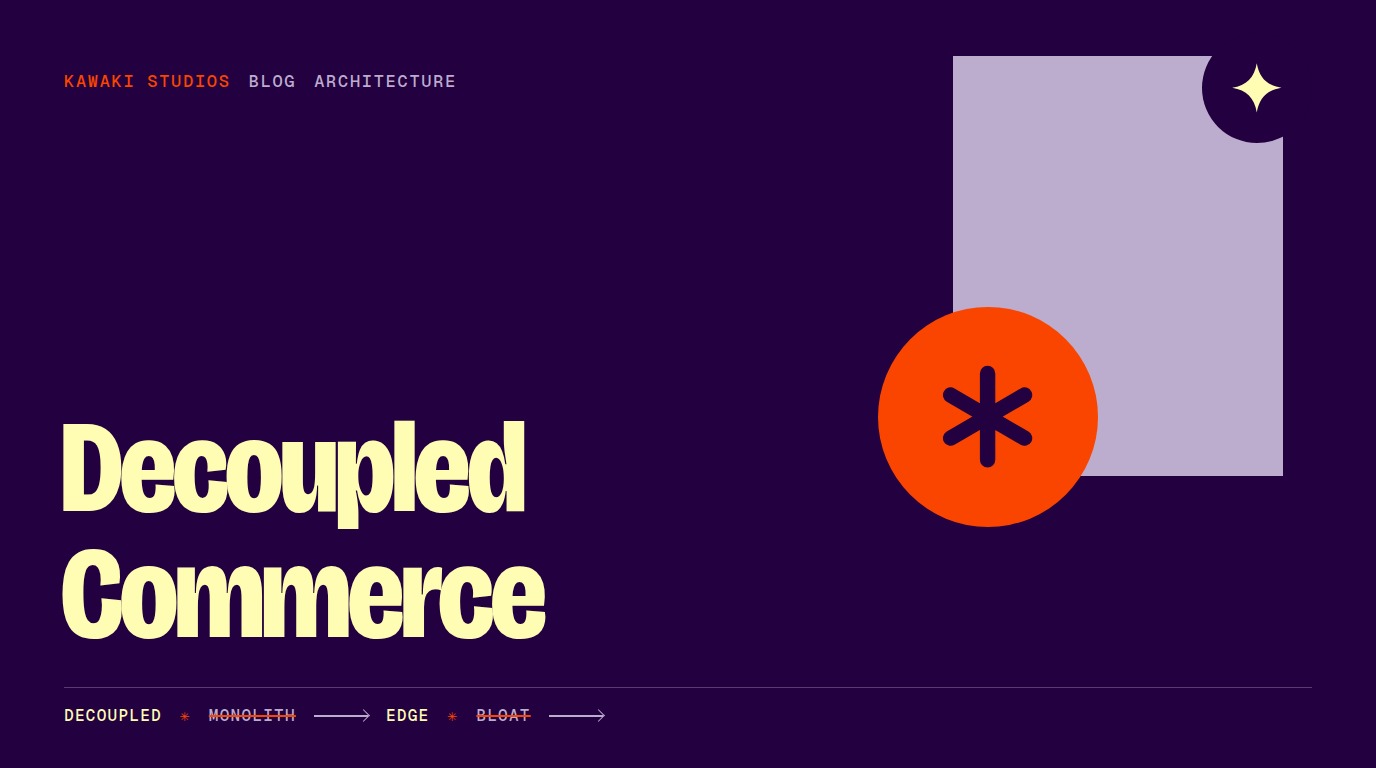 KAWAKI STUDIOS BLOG ARCHITECTURE
Decoupled
Commerce
DECOUPLED ✳ MONOLITH → EDGE ✳ BLOAT →